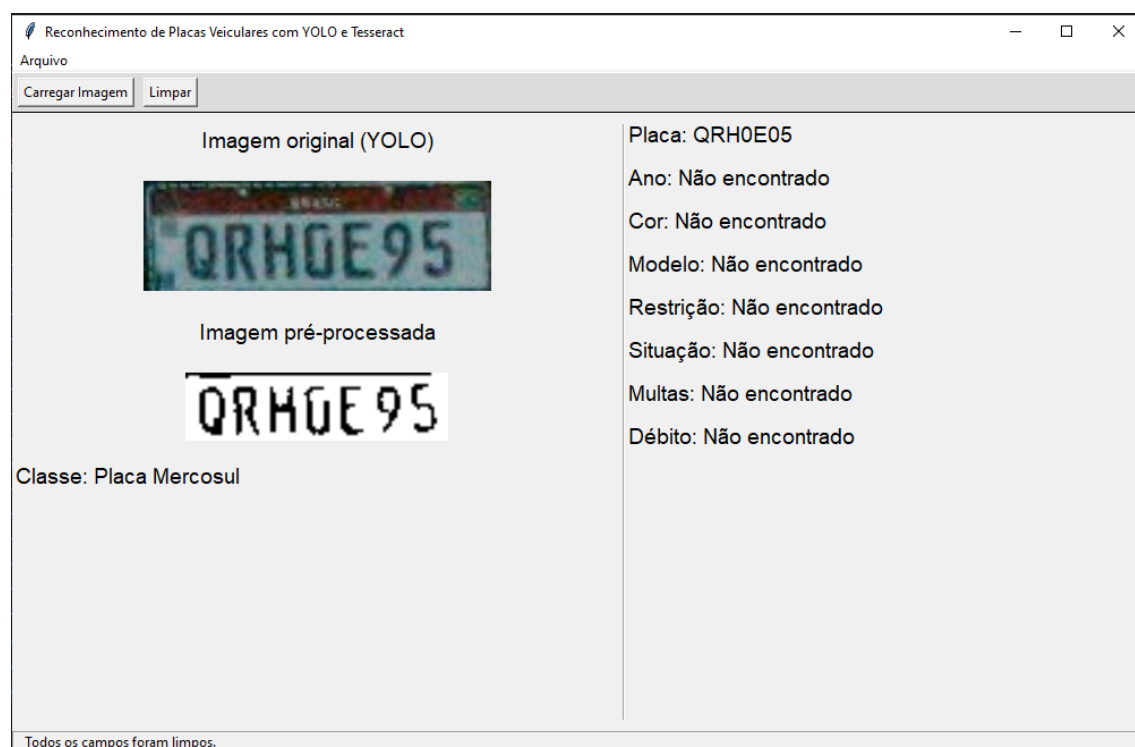 Reconhecimento de Placas Veiculares com YOLO e Tesseract
Arquivo
Carregar Imagem Limpar
Imagem original (YOLO)
BRASIL
QRH0E95
Imagem pré-processada
QRH0E95
Classe: Placa Mercosul
Placa: QRH0E05
Ano: Não encontrado
Cor: Não encontrado
Modelo: Não encontrado
Restrição: Não encontrado
Situação: Não encontrado
Multas: Não encontrado
Débito: Não encontrado
Todos os campos foram limpos.